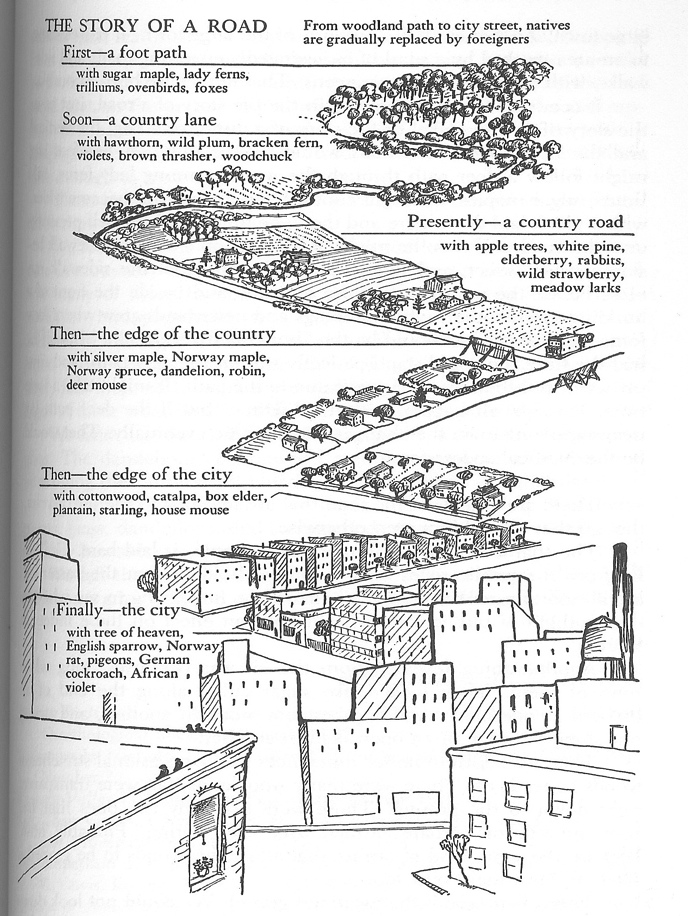 THE STORY OF A ROAD
From woodland path to city street, natives
are gradually replaced by foreigners
First—a foot path
with sugar maple, lady ferns,
trilliums, ovenbirds, foxes
Soon—a country lane
with hawthorn, wild plum, bracken fern,
violets, brown thrasher, woodchuck
Presently—a country road
with apple trees, white pine,
elderberry, rabbits,
wild strawberry,
meadow larks
Then—the edge of the country
with silver maple, Norway maple,
Norway spruce, dandelion, robin,
deer mouse
Then—the edge of the city
with cottonwood, catalpa, box elder,
plantain, starling, house mouse
Finally—the city
with tree of heaven,
English sparrow, Norway
rat, pigeons, German
cockroach, African
violet